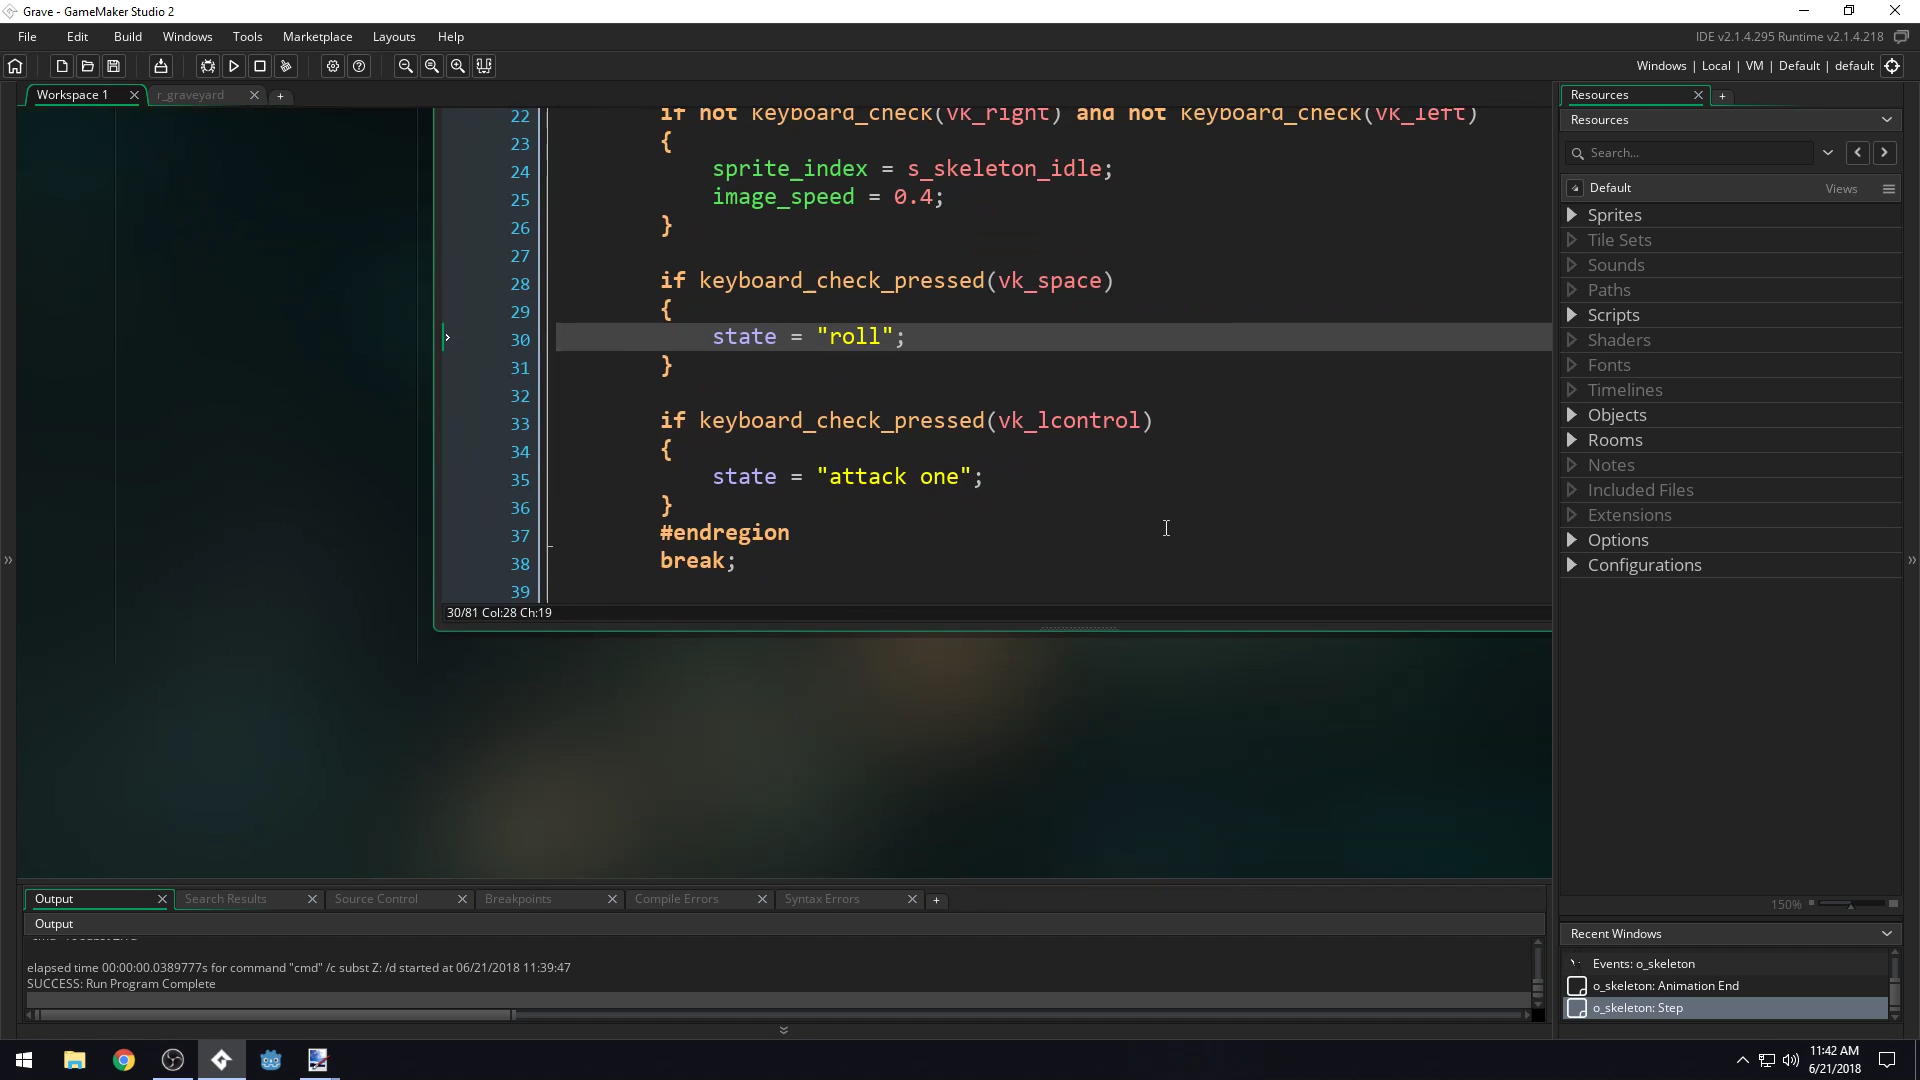 Grave - GameMaker Studio 2
File Edit Build Windows Tools Marketplace Layouts Help
IDE v2.1.4.295 Runtime v2.1.4.218
Windows | Local | VM | Default | default
Workspace 1
r_graveyard
22 if not keyboard_check(vk_right) and not keyboard_check(vk_left)
23 {
24 sprite_index = s_skeleton_idle;
25 image_speed = 0.4;
26 }
27
28 if keyboard_check_pressed(vk_space)
29 {
30 state = "roll";
31 }
32
33 if keyboard_check_pressed(vk_lcontrol)
34 {
35 state = "attack one";
36 }
37 #endregion
38 break;
39
30/81 Col:28 Ch:19
Resources
Resources
Search...
Default Views
Sprites
Tile Sets
Sounds
Paths
Scripts
Shaders
Fonts
Timelines
Objects
Rooms
Notes
Included Files
Extensions
Options
Configurations
150%
Recent Windows
Events: o_skeleton
o_skeleton: Animation End
o_skeleton: Step
Output Search Results Source Control Breakpoints Compile Errors Syntax Errors
Output
elapsed time 00:00:00.0389777s for command "cmd" /c subst Z: /d started at 06/21/2018 11:39:47
SUCCESS: Run Program Complete
11:42 AM
6/21/2018